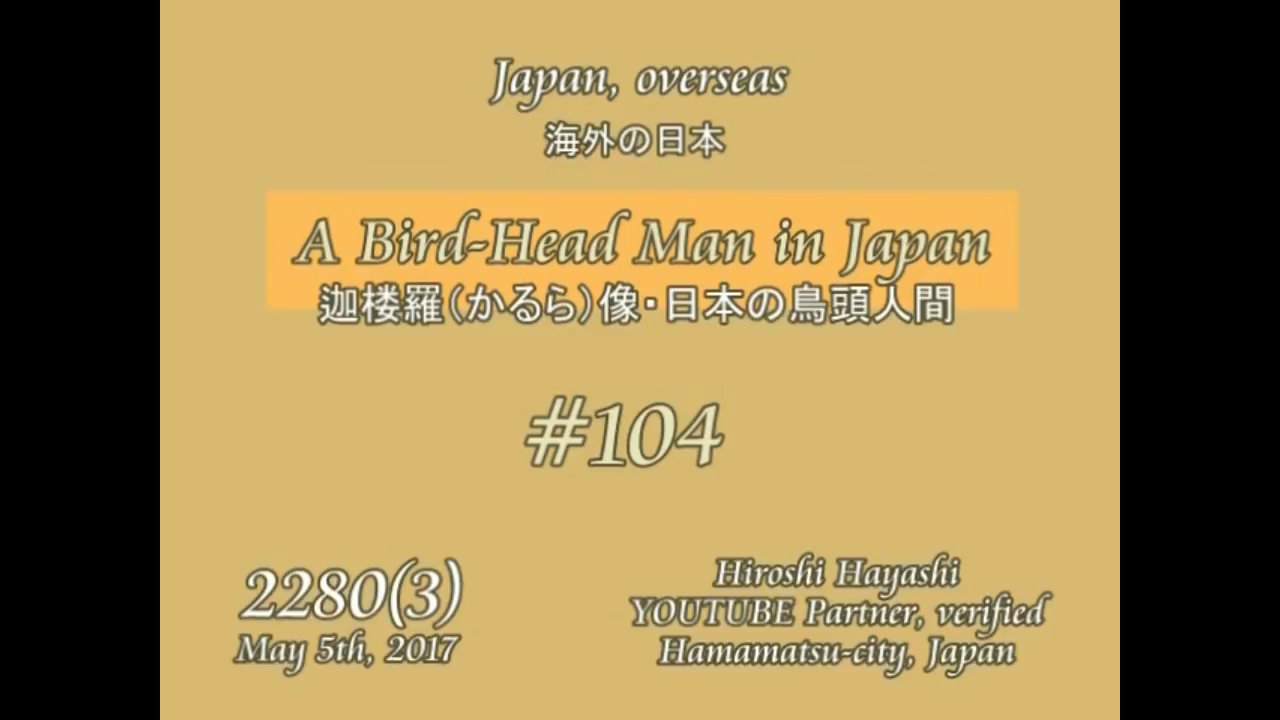 Japan, overseas
海外の日本
A Bird-Head Man in Japan
迦楼羅（かるら）像・日本の鳥頭人間
#104
2280(3)
May 5th, 2017
Hiroshi Hayashi
YOUTUBE Partner, verified
Hamamatsu-city, Japan